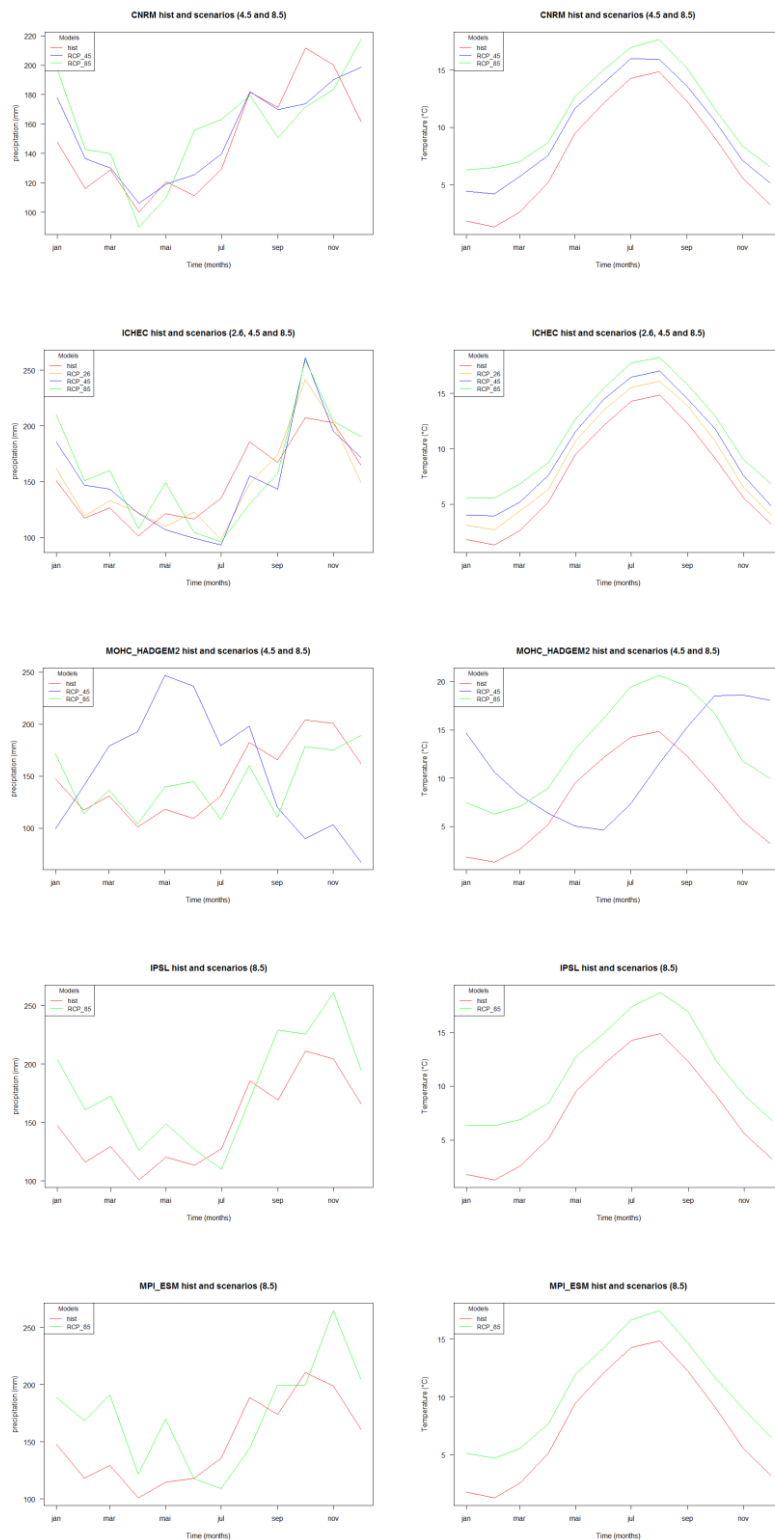 CNRM hist and scenarios (4.5 and 8.5)
Models
hist
RCP_45
RCP_85
precipitation (mm)
220
200
180
160
140
120
100
jan
mar
mai
jul
sep
nov
Time (months)
CNRM hist and scenarios (4.5 and 8.5)
Models
hist
RCP_45
RCP_85
Temperature (°C)
15
10
5
jan
mar
mai
jul
sep
nov
Time (months)
ICHEC hist and scenarios (2.6, 4.5 and 8.5)
Models
hist
RCP_26
RCP_45
RCP_85
precipitation (mm)
250
200
150
100
jan
mar
mai
jul
sep
nov
Time (months)
ICHEC hist and scenarios (2.6, 4.5 and 8.5)
Models
hist
RCP_26
RCP_45
RCP_85
Temperature (°C)
15
10
5
jan
mar
mai
jul
sep
nov
Time (months)
MOHC_HADGEM2 hist and scenarios (4.5 and 8.5)
Models
hist
RCP_45
RCP_85
precipitation (mm)
250
200
150
100
jan
mar
mai
jul
sep
nov
Time (months)
MOHC_HADGEM2 hist and scenarios (4.5 and 8.5)
Models
hist
RCP_45
RCP_85
Temperature (°C)
20
15
10
5
jan
mar
mai
jul
sep
nov
Time (months)
IPSL hist and scenarios (8.5)
Models
hist
RCP_85
precipitation (mm)
250
200
150
100
jan
mar
mai
jul
sep
nov
Time (months)
IPSL hist and scenarios (8.5)
Models
hist
RCP_85
Temperature (°C)
15
10
5
jan
mar
mai
jul
sep
nov
Time (months)
MPI_ESM hist and scenarios (8.5)
Models
hist
RCP_85
precipitation (mm)
250
200
150
100
jan
mar
mai
jul
sep
nov
Time (months)
MPI_ESM hist and scenarios (8.5)
Models
hist
RCP_85
Temperature (°C)
15
10
5
jan
mar
mai
jul
sep
nov
Time (months)